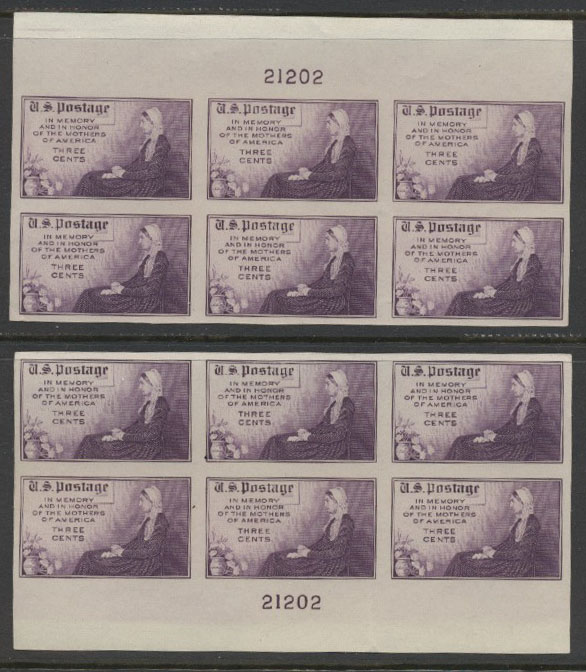 21202
U.S. Postage U.S. Postage U.S. Postage
IN MEMORY IN MEMORY IN MEMORY
AND IN HONOR AND IN HONOR AND IN HONOR
OF THE MOTHERS OF THE MOTHERS OF THE MOTHERS
OF AMERICA OF AMERICA OF AMERICA
THREE THREE THREE
CENTS CENTS CENTS
U.S. Postage U.S. Postage U.S. Postage
IN MEMORY IN MEMORY IN MEMORY
AND IN HONOR AND IN HONOR AND IN HONOR
OF THE MOTHERS OF THE MOTHERS OF THE MOTHERS
OF AMERICA OF AMERICA OF AMERICA
THREE THREE THREE
CENTS CENTS CENTS
U.S. Postage U.S. Postage U.S. Postage
IN MEMORY IN MEMORY IN MEMORY
AND IN HONOR AND IN HONOR AND IN HONOR
OF THE MOTHERS OF THE MOTHERS OF THE MOTHERS
OF AMERICA OF AMERICA OF AMERICA
THREE THREE THREE
CENTS CENTS CENTS
U.S. Postage U.S. Postage U.S. Postage
IN MEMORY IN MEMORY IN MEMORY
AND IN HONOR AND IN HONOR AND IN HONOR
OF THE MOTHERS OF THE MOTHERS OF THE MOTHERS
OF AMERICA OF AMERICA OF AMERICA
THREE THREE THREE
CENTS CENTS CENTS
21202